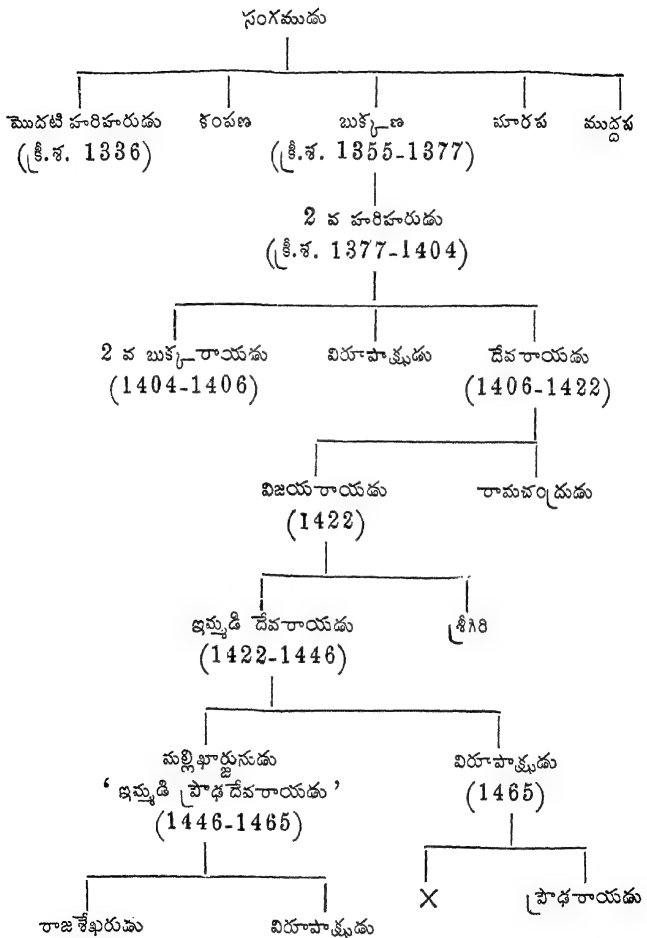 సంగముడు
మొదటి హరిహరుడు కంపణ బుక్కణ మారప ముద్దప
(క్రీ.శ. 1336) (క్రీ.శ. 1355-1377)
2 వ హరిహరుడు
(క్రీ.శ. 1377-1404)
2 వ బుక్కరాయడు విరూపాక్షుడు దేవరాయడు
(1404-1406) (1406-1422)
విజయరాయడు రామచంద్రుడు
(1422)
ఇమ్మడి దేవరాయడు శ్రీగిరి
(1422-1446)
మల్లిఖార్జునుడు విరూపాక్షుడు
‘ ఇమ్మడి ప్రౌఢదేవరాయడు ’ (1465)
(1446-1465)
X ప్రౌఢరాయడు
రాజశేఖరుడు విరూపాక్షుడు